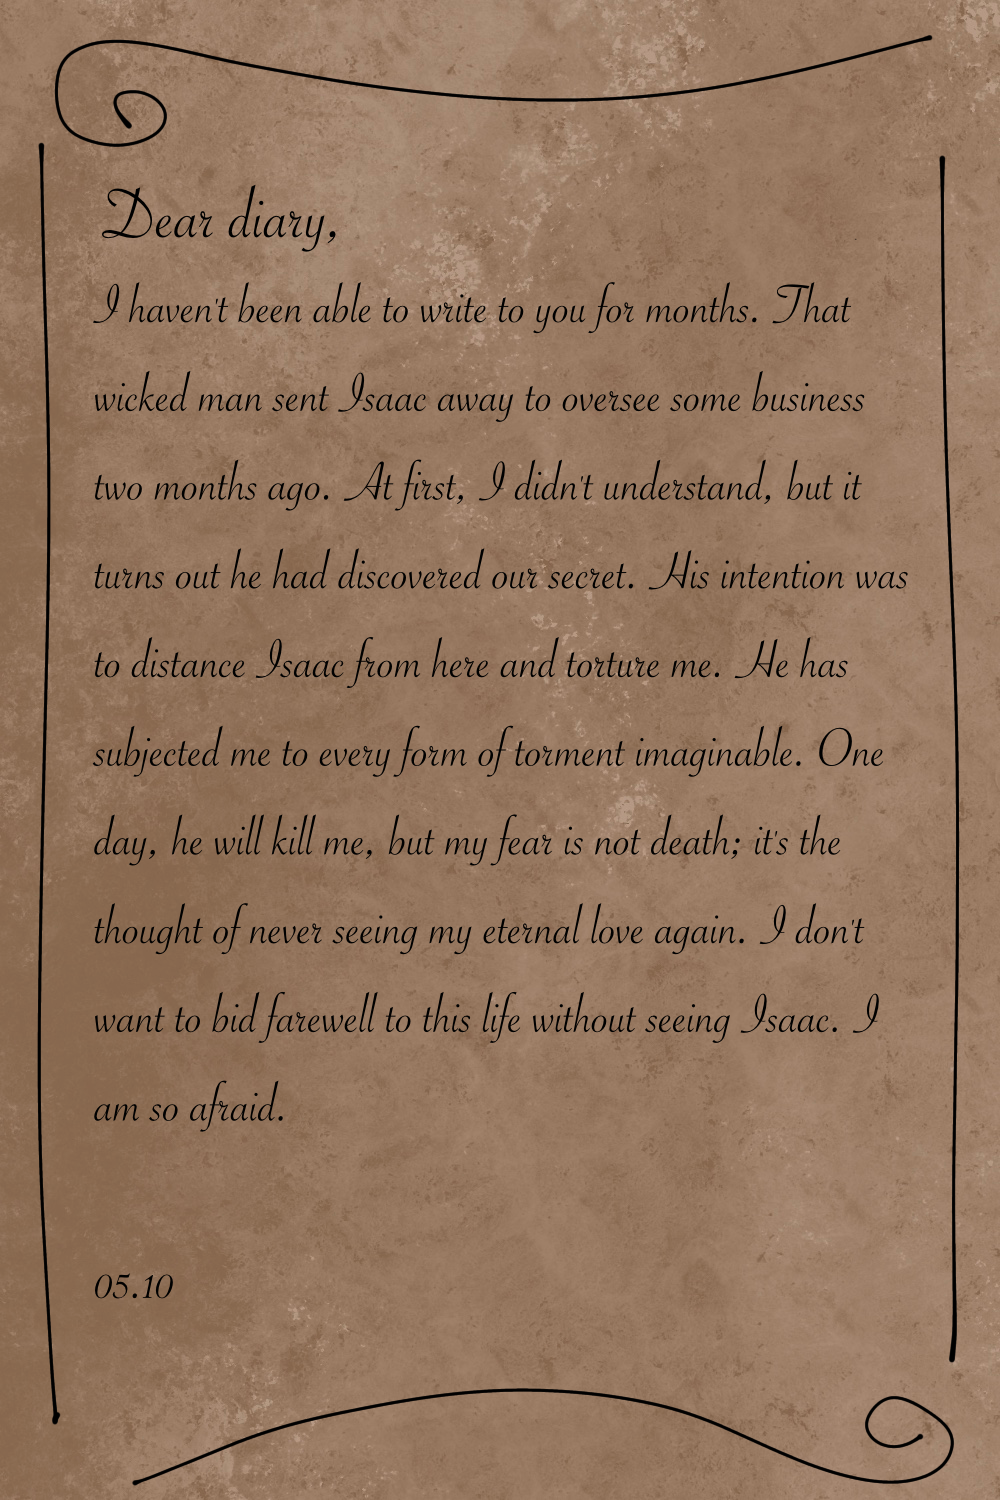 Dear diary,
I haven't been able to write to you for months. That
wicked man sent Isaac away to oversee some business
two months ago. At first, I didn't understand, but it
turns out he had discovered our secret. His intention was
to distance Isaac from here and torture me. He has
subjected me to every form of torment imaginable. One
day, he will kill me, but my fear is not death; it's the
thought of never seeing my eternal love again. I don't
want to bid farewell to this life without seeing Isaac. I
am so afraid.
05.10